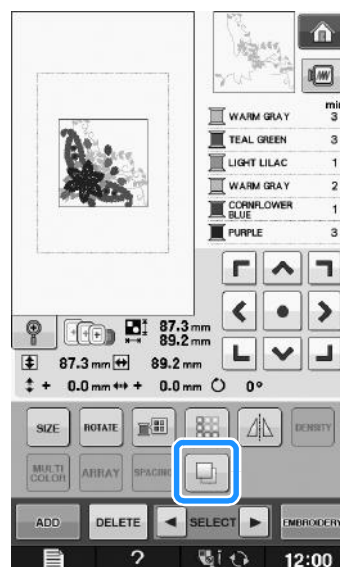 min
WARM GRAY 3
TEAL GREEN 3
LIGHT LILAC 1
WARM GRAY 2
CORNFLOWER BLUE 1
PURPLE 3
87.3 mm
89.2 mm
87.3 mm 89.2 mm
+ 0.0 mm + 0.0 mm 0°
SIZE ROTATE DENSITY
MULTI COLOR ARRAY SPACING
ADD DELETE SELECT EMBROIDERY
? 12:00